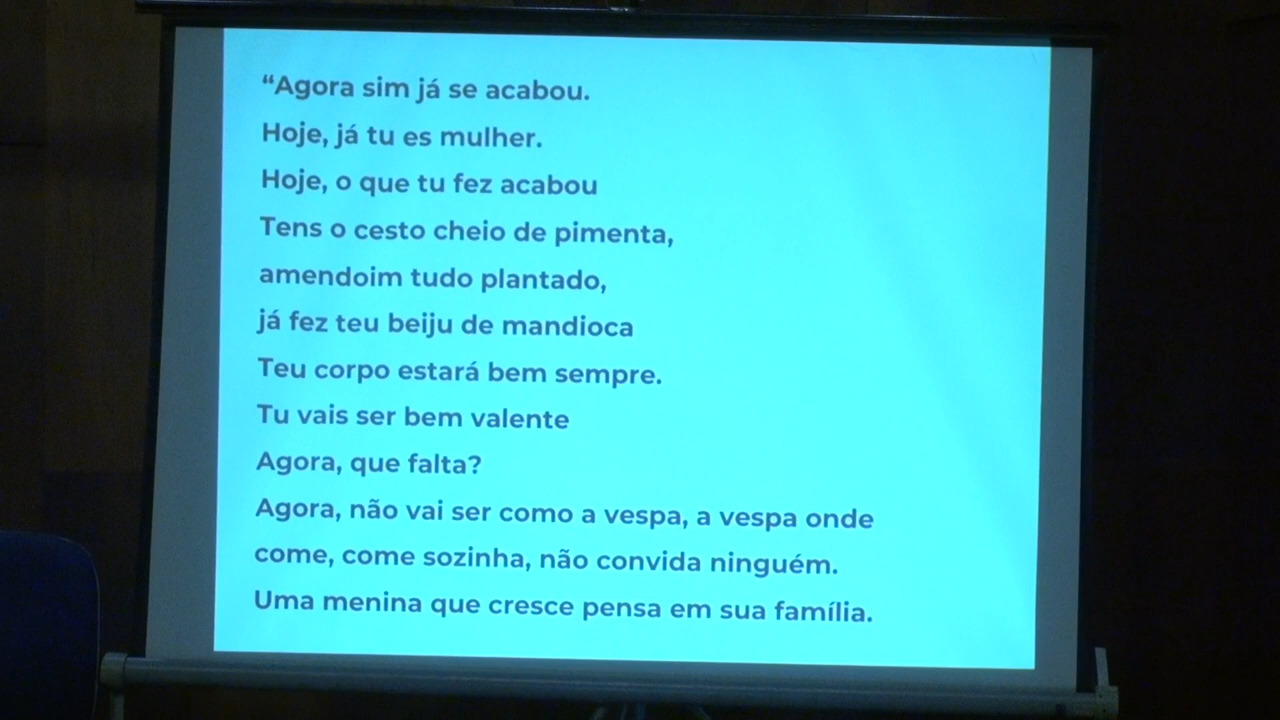 “Agora sim já se acabou.
Hoje, já tu es mulher.
Hoje, o que tu fez acabou
Tens o cesto cheio de pimenta,
amendoim tudo plantado,
já fez teu beiju de mandioca
Teu corpo estará bem sempre.
Tu vais ser bem valente
Agora, que falta?
Agora, não vai ser como a vespa, a vespa onde
come, come sozinha, não convida ninguém.
Uma menina que cresce pensa em sua família.